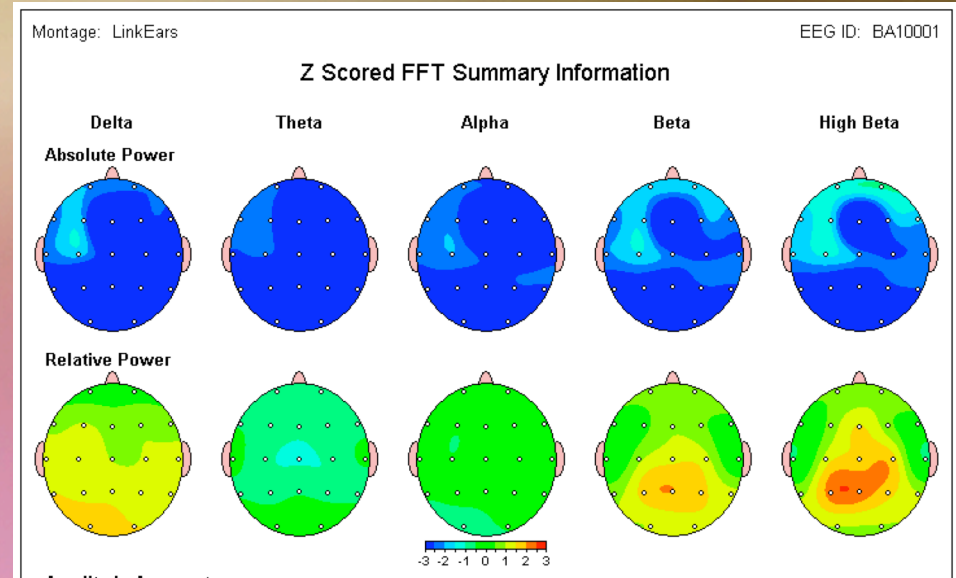 Montage: LinkEars EEG ID: BA10001
Z Scored FFT Summary Information
Delta Theta Alpha Beta High Beta
Absolute Power
Relative Power
-3 -2 -1 0 1 2 3